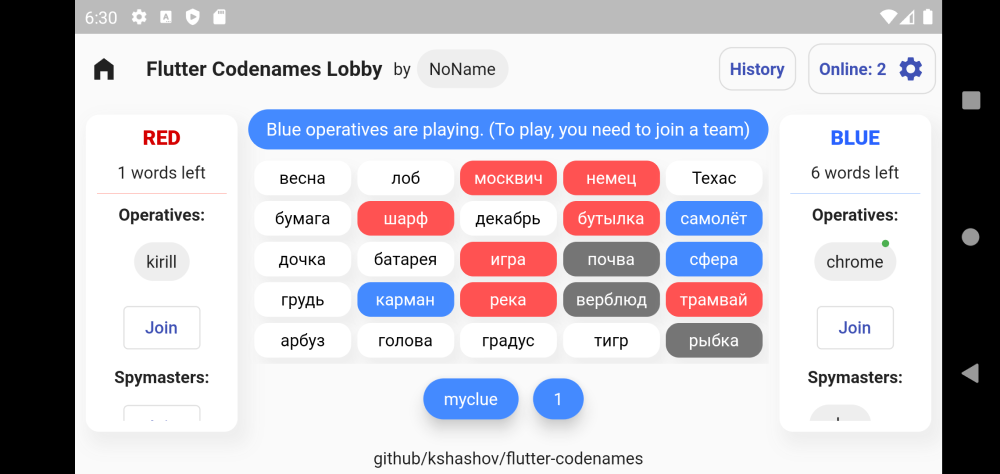 6:30
Flutter Codenames Lobby by NoName History Online: 2
RED
1 words left
Operatives:
kirill
Join
Spymasters:
Blue operatives are playing. (To play, you need to join a team)
весна лоб москвич немец Техас
бумага шарф декабрь бутылка самолёт
дочка батарея игра почва сфера
грудь карман река верблюд трамвай
арбуз голова градус тигр рыбка
myclue 1
BLUE
6 words left
Operatives:
chrome
Join
Spymasters:
github/kshashov/flutter-codenames